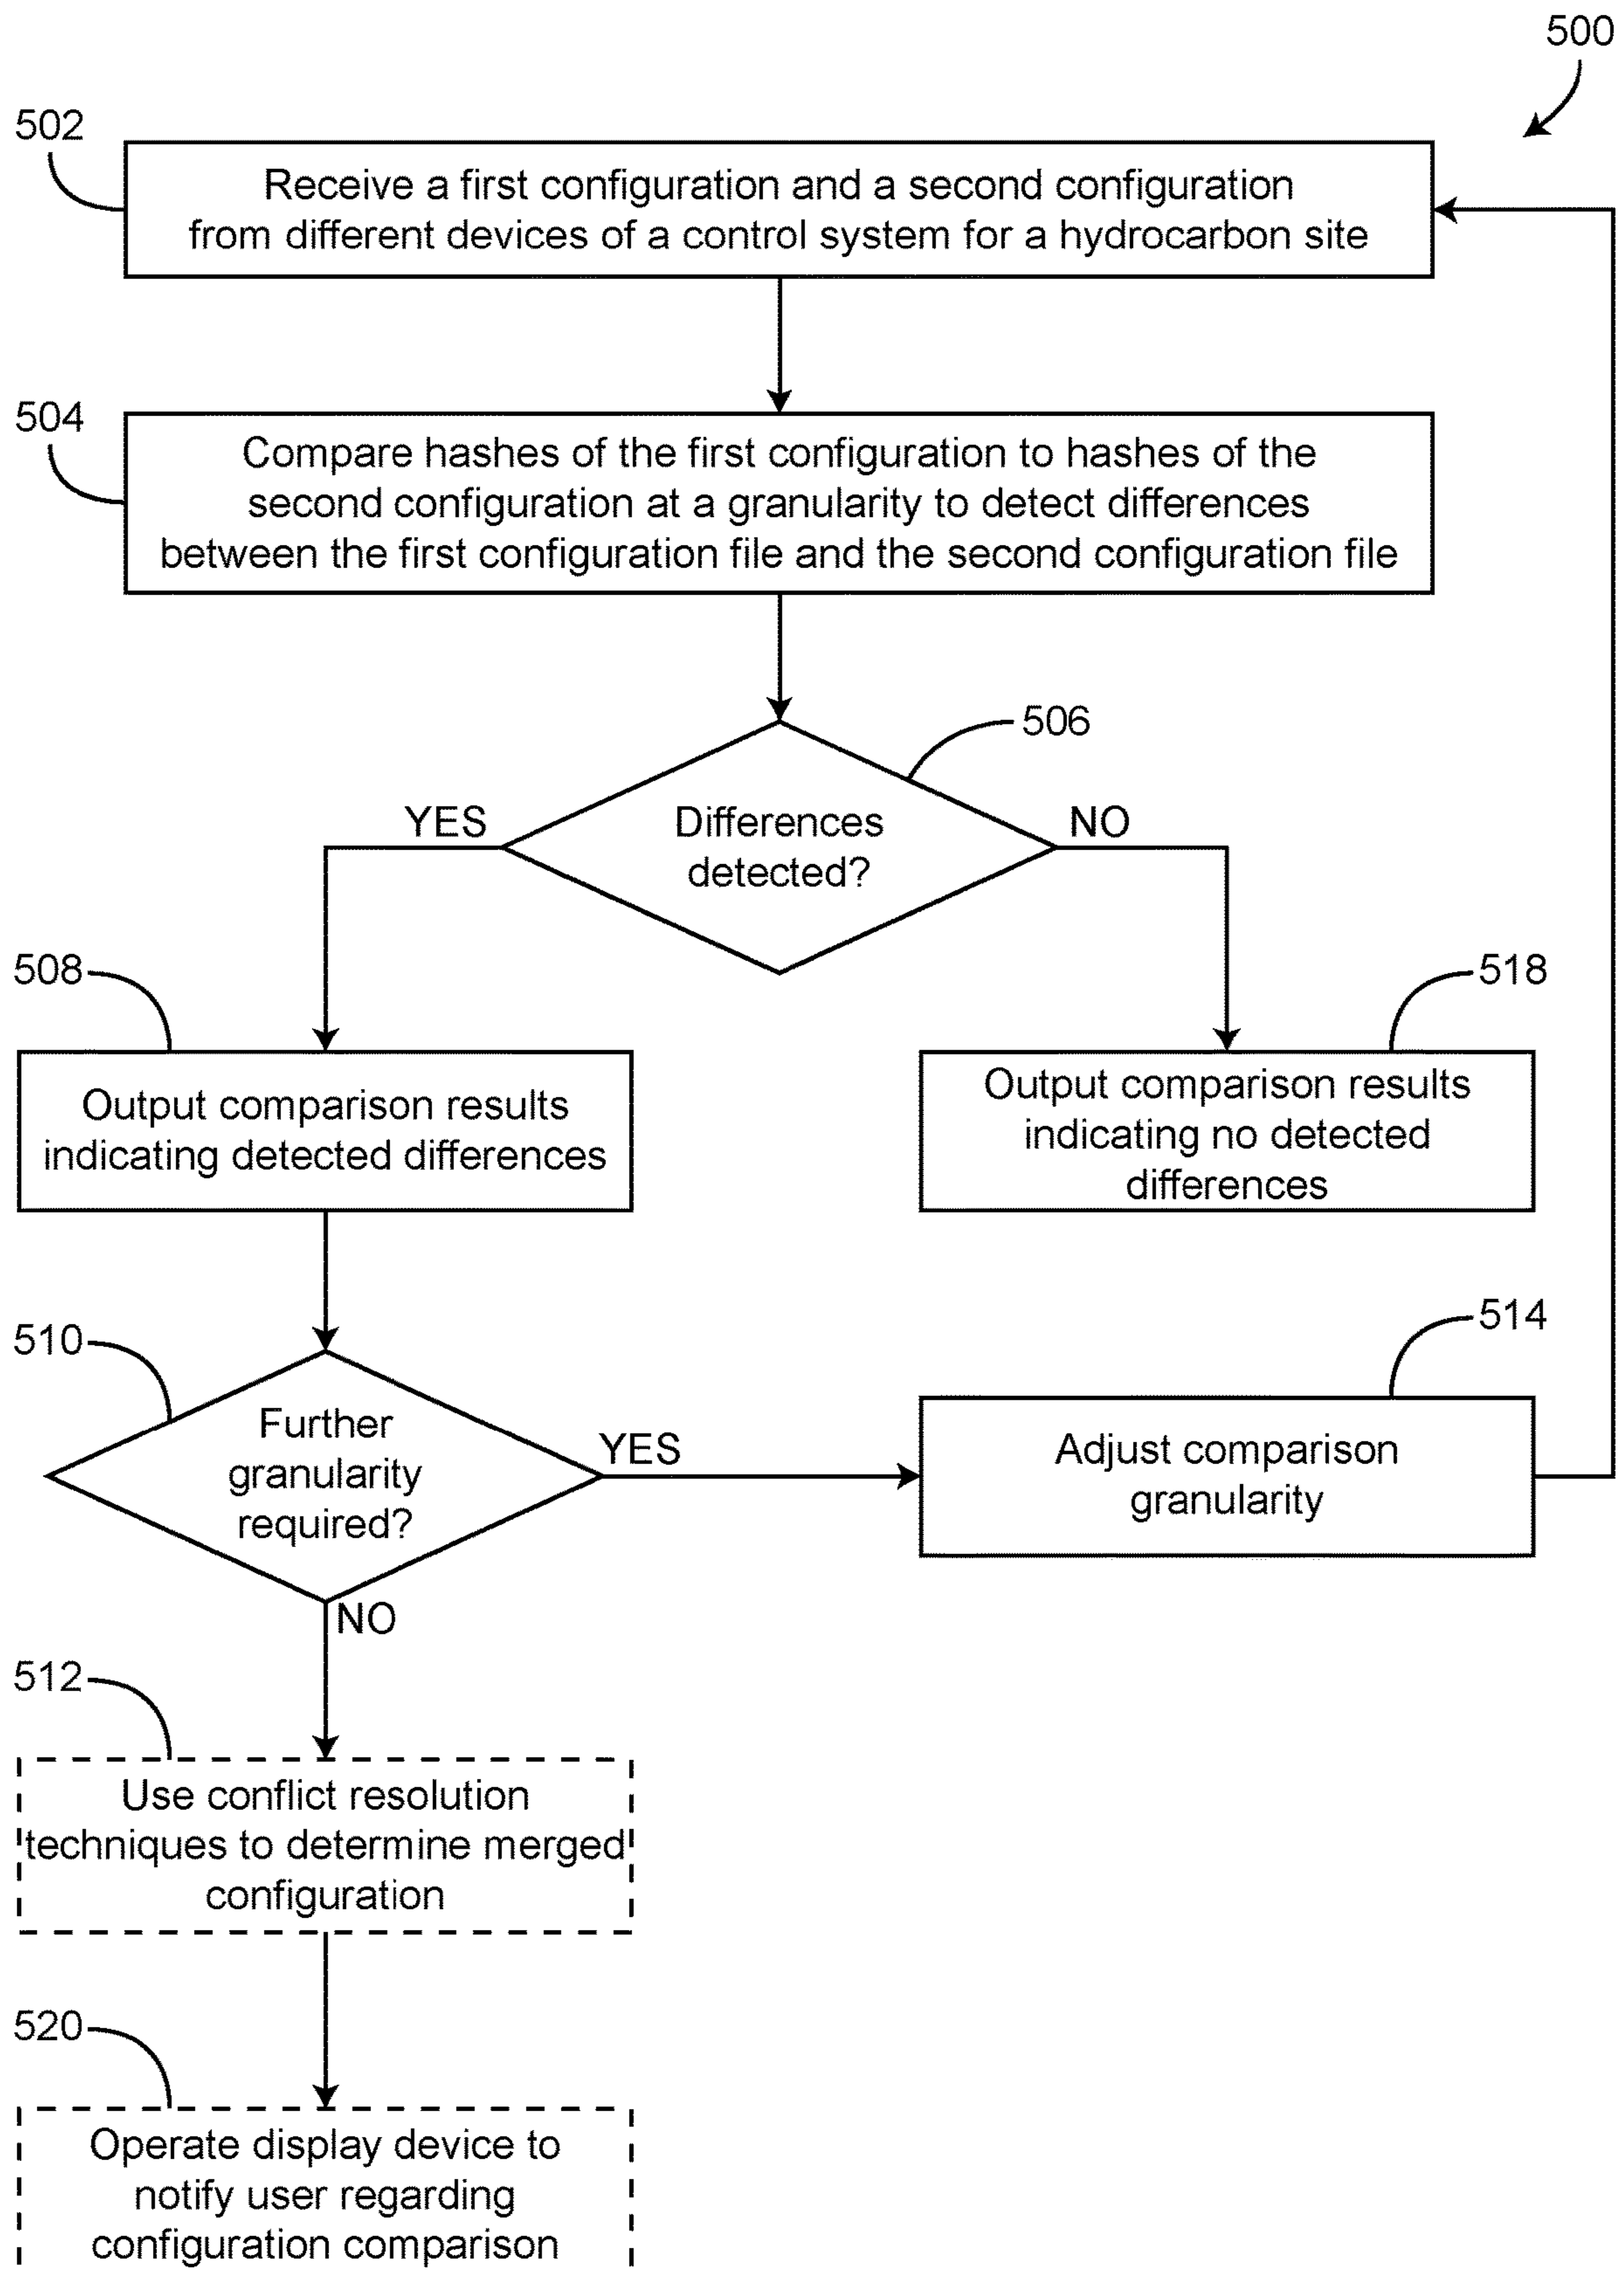 500
502
Receive a first configuration and a second configuration
from different devices of a control system for a hydrocarbon site
504
Compare hashes of the first configuration to hashes of the
second configuration at a granularity to detect differences
between the first configuration file and the second configuration file
506
YES
Differences
detected?
NO
508
Output comparison results
indicating detected differences
518
Output comparison results
indicating no detected
differences
510
Further
granularity
required?
YES
514
Adjust comparison
granularity
NO
512
Use conflict resolution
techniques to determine merged
configuration
520
Operate display device to
notify user regarding
configuration comparison